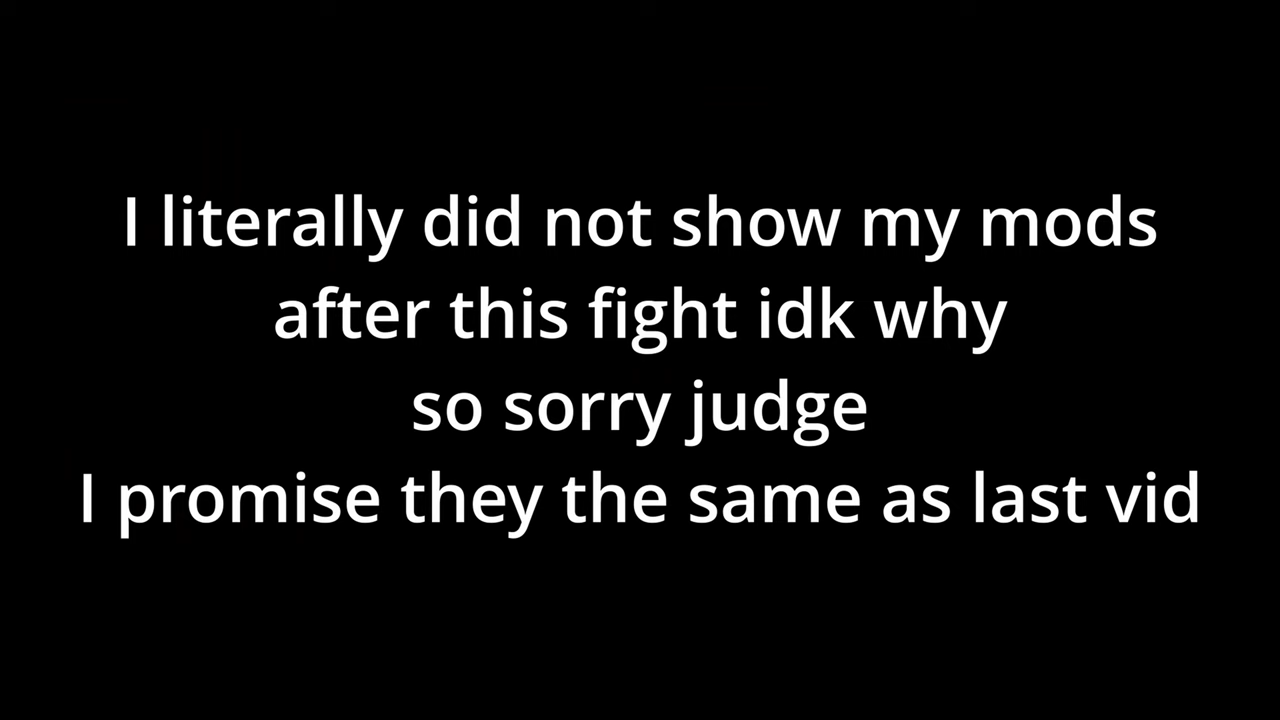 I literally did not show my mods
after this fight idk why
so sorry judge
I promise they the same as last vid